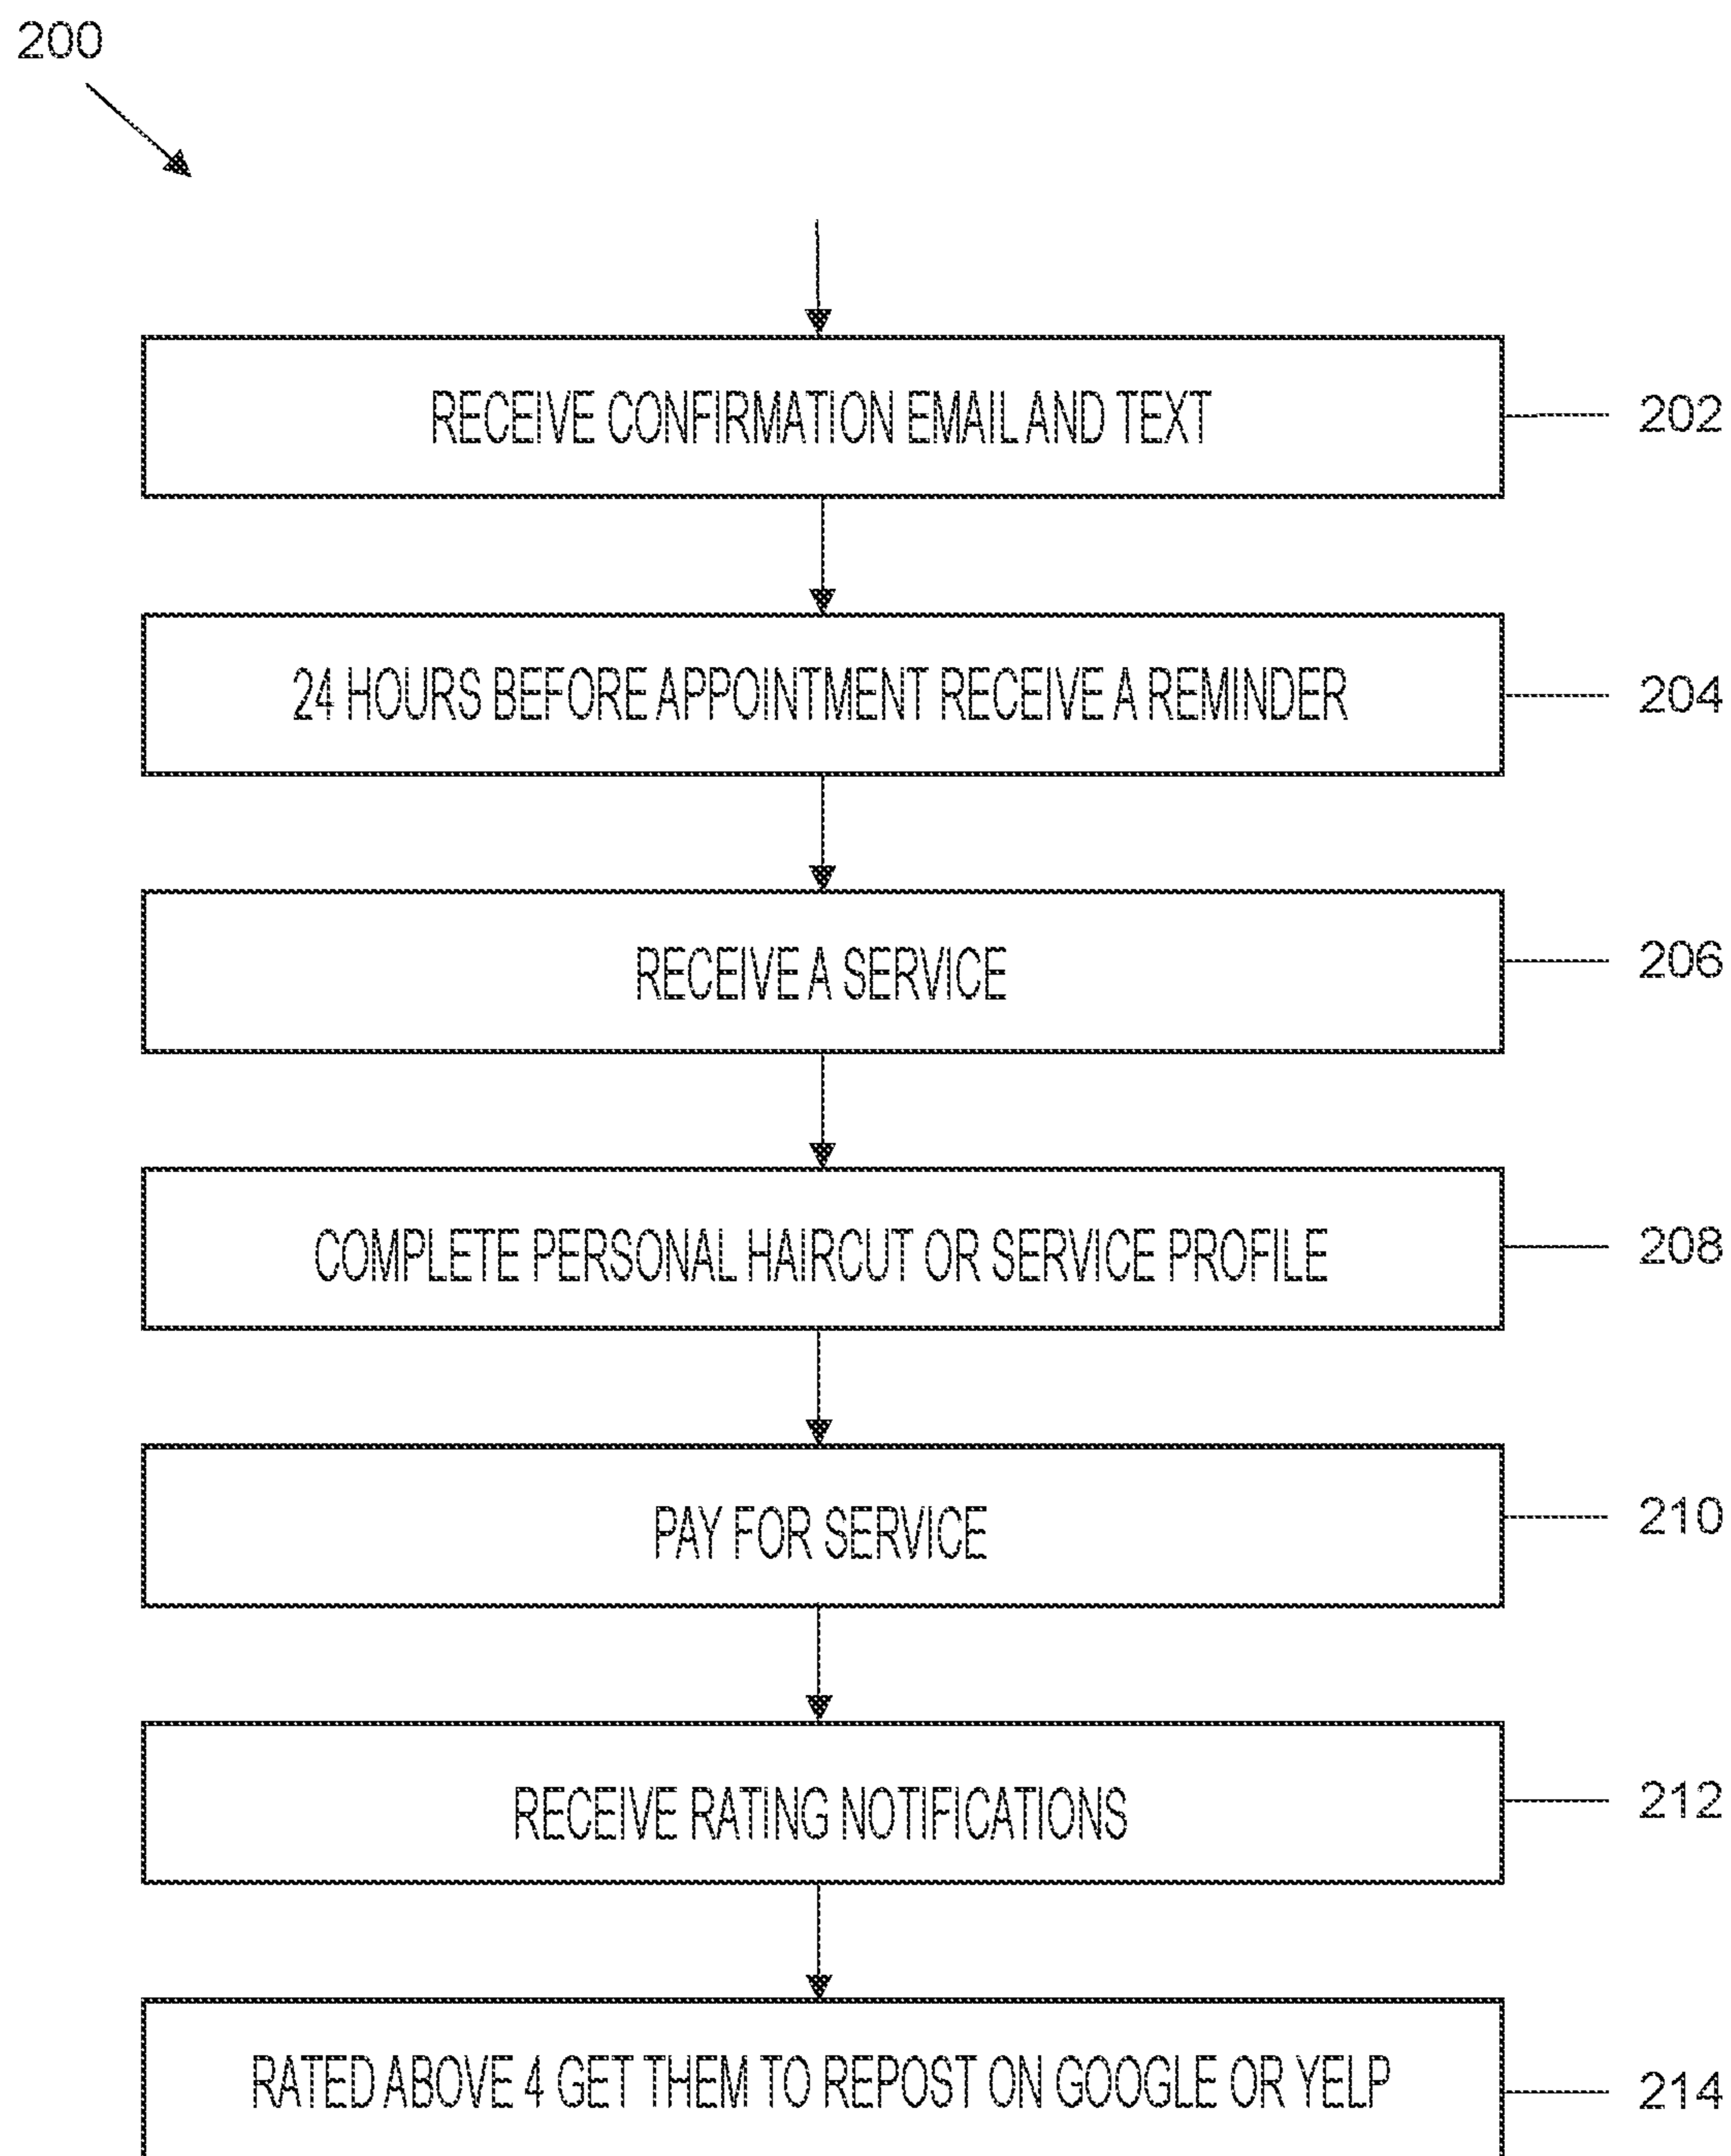 200
RECEIVE CONFIRMATION EMAIL AND TEXT
202
24 HOURS BEFORE APPOINTMENT RECEIVE A REMINDER
204
RECEIVE A SERVICE
206
COMPLETE PERSONAL HAIRCUT OR SERVICE PROFILE
208
PAY FOR SERVICE
210
RECEIVE RATING NOTIFICATIONS
212
RATED ABOVE 4 GET THEM TO REPOST ON GOOGLE OR YELP
214